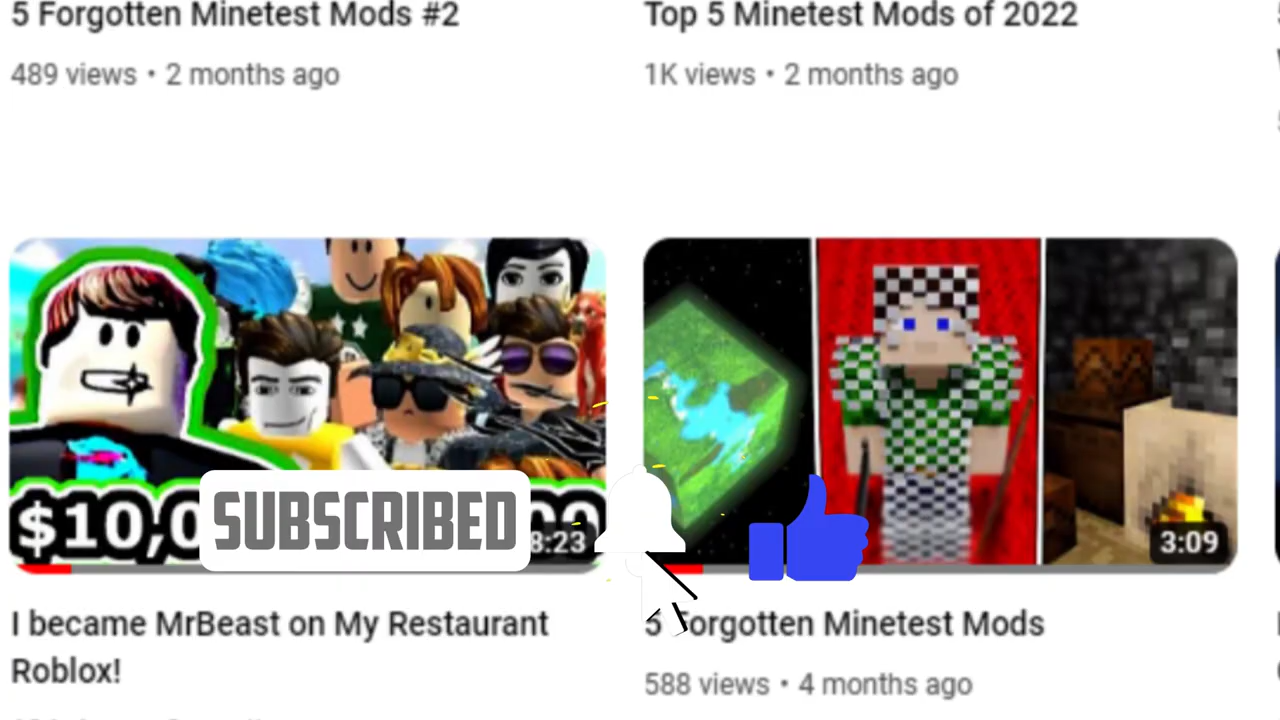 5 Forgotten Minetest Mods #2
Top 5 Minetest Mods of 2022
489 views • 2 months ago
1K views • 2 months ago
$10,0
SUBSCRIBED
8:23
3:09
I became MrBeast on My Restaurant
Roblox!
5 Forgotten Minetest Mods
588 views • 4 months ago